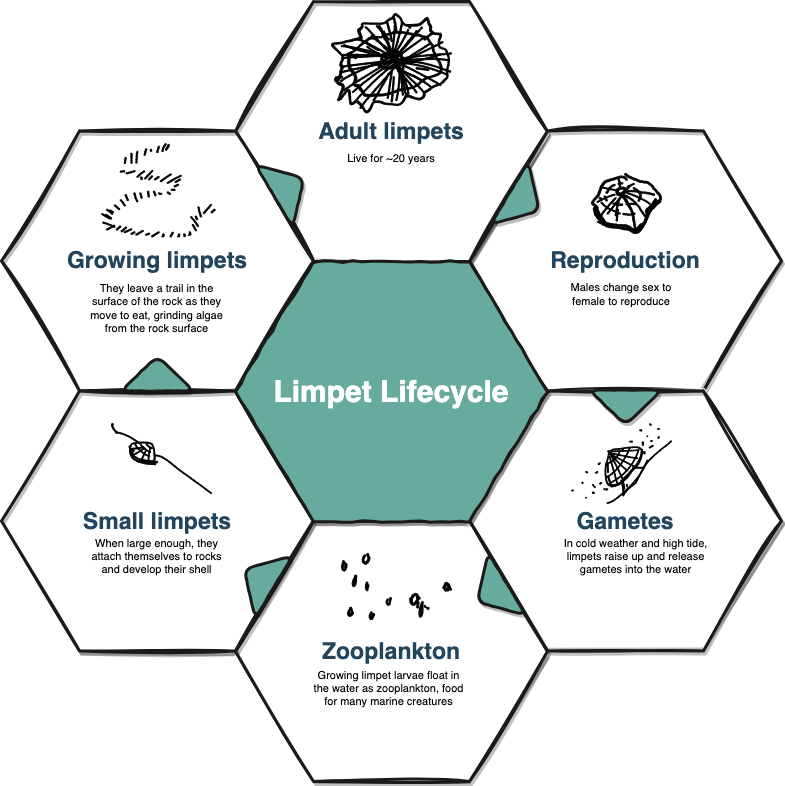 Adult limpets
Live for ~20 years
Reproduction
Males change sex to
female to reproduce
Gametes
In cold weather and high tide,
limpets raise up and release
gametes into the water
Zooplankton
Growing limpet larvae float in
the water as zooplankton, food
for many marine creatures
Small limpets
When large enough, they
attach themselves to rocks
and develop their shell
Growing limpets
They leave a trail in the
surface of the rock as they
move to eat, grinding algae
from the rock surface
Limpet Lifecycle